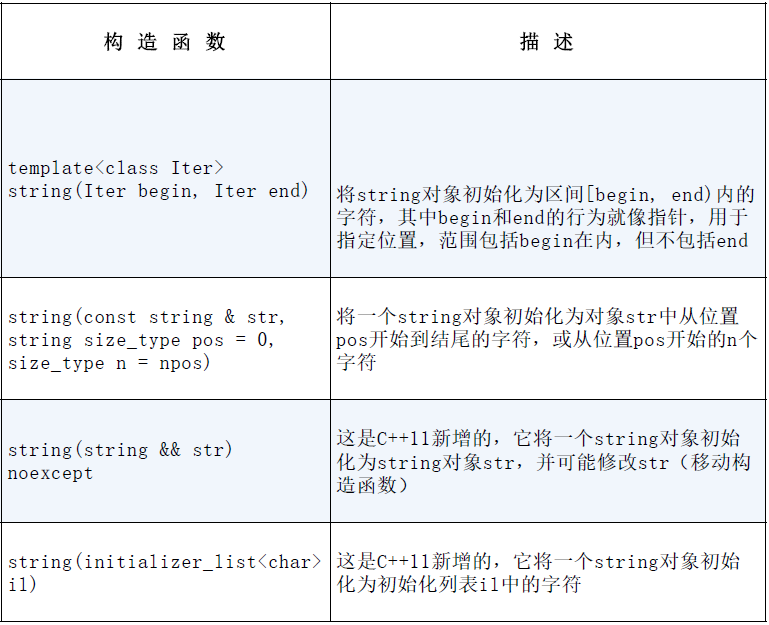 构 造 函 数
描 述
template<class Iter>
string(Iter begin, Iter end)
将string对象初始化为区间[begin, end)内的
字符，其中begin和end的行为就像指针，用于
指定位置，范围包括begin在内，但不包括end
string(const string & str,
string size_type pos = 0,
size_type n = npos)
将一个string对象初始化为对象str中从位置
pos开始到结尾的字符，或从位置pos开始的n个
字符
string(string && str)
noexcept
这是C++11新增的，它将一个string对象初始
化为string对象str，并可能修改str（移动构
造函数）
string(initializer_list<char>
il)
这是C++11新增的，它将一个string对象初始
化为初始化列表il中的字符